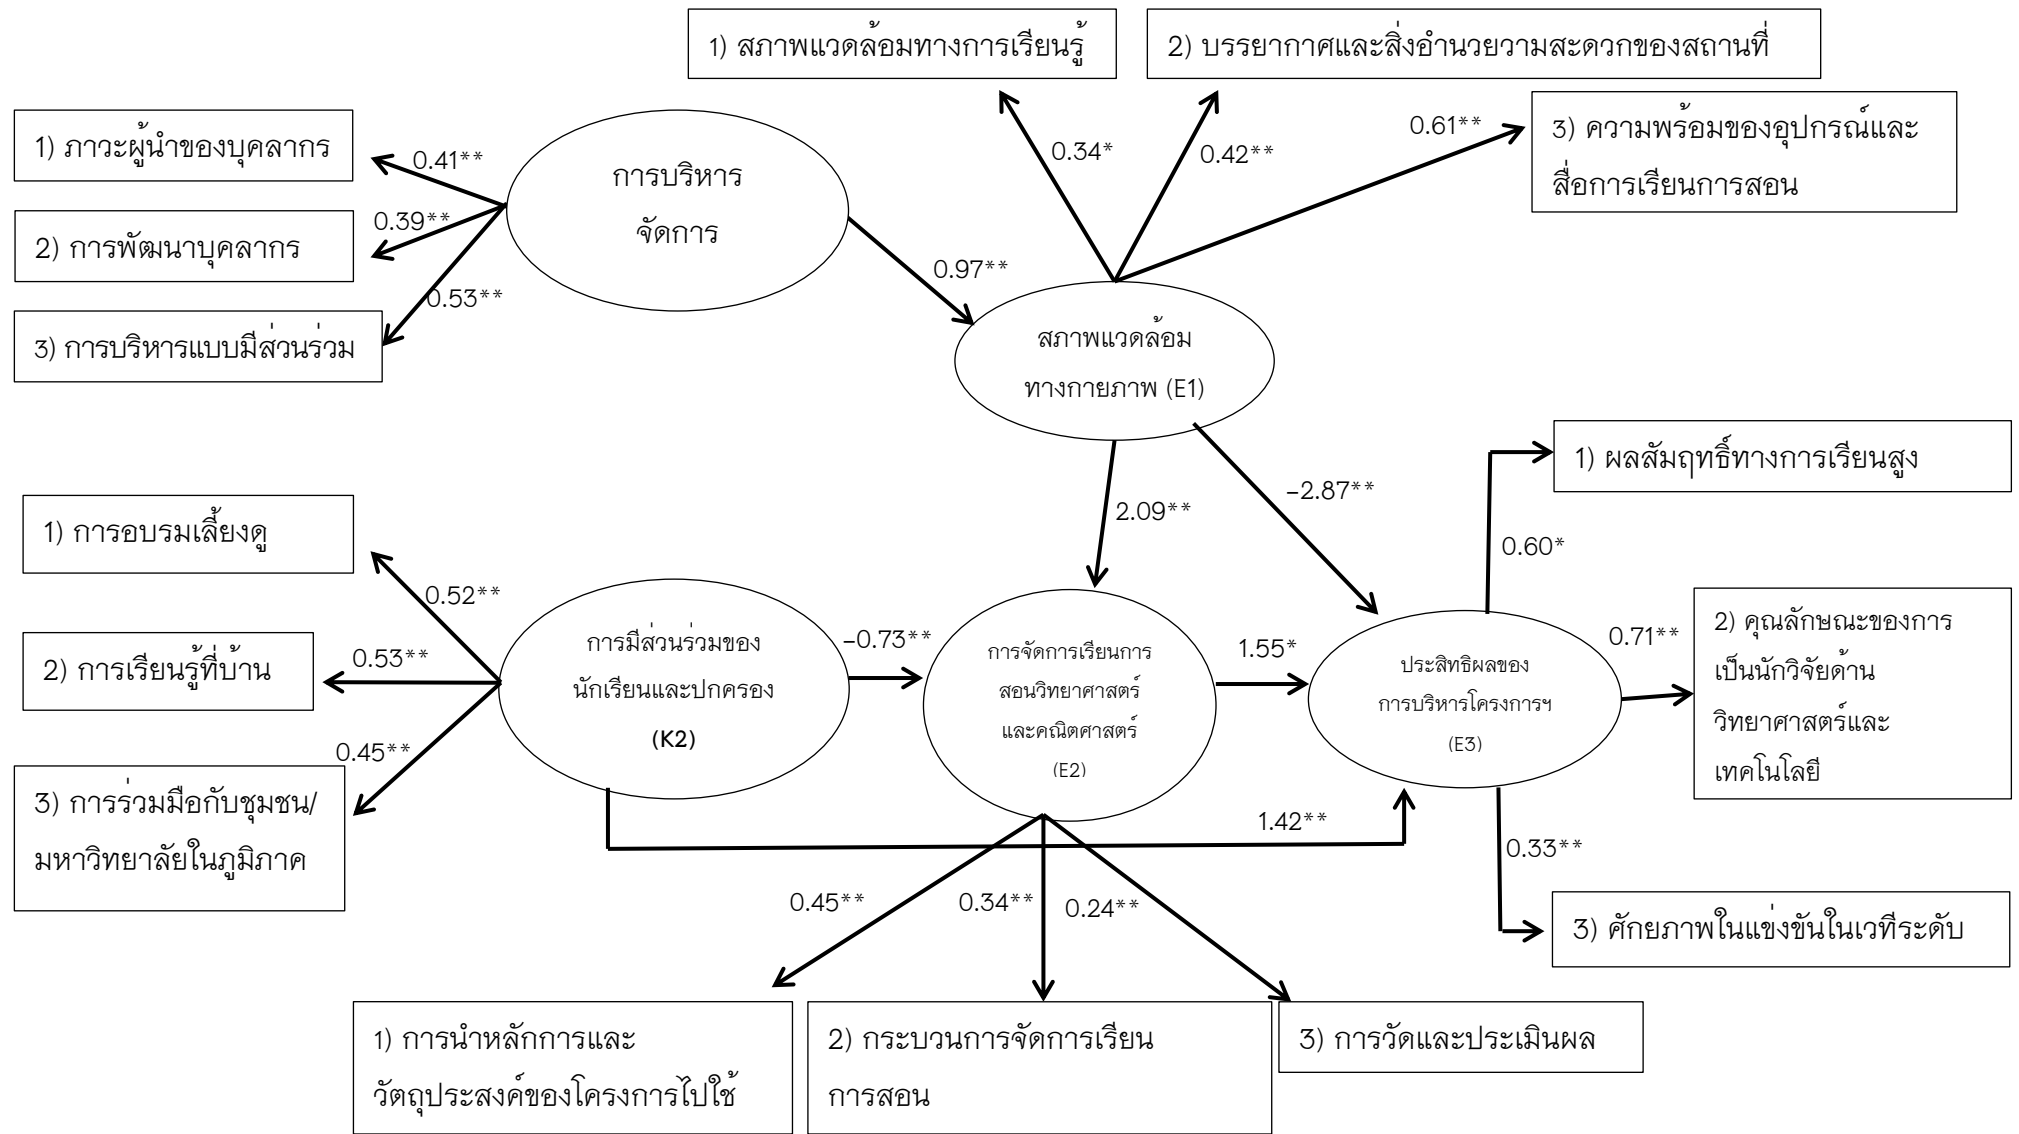 1) สภาพแวดล้อมทางการเรียนรู้
2) บรรยากาศและสิ่งอำนวยวามสะดวกของสถานที่
3) ความพร้อมของอุปกรณ์และ
สื่อการเรียนการสอน
0.34*
0.42**
0.61**
1) ภาวะผู้นำของบุคลากร
2) การพัฒนาบุคลากร
3) การบริหารแบบมีส่วนร่วม
0.41**
0.39**
0.53**
การบริหาร
จัดการ
0.97**
สภาพแวดล้อม
ทางกายภาพ (E1)
2.09**
-2.87**
1) ผลสัมฤทธิ์ทางการเรียนสูง
0.60*
1) การอบรมเลี้ยงดู
2) การเรียนรู้ที่บ้าน
3) การร่วมมือกับชุมชน/
มหาวิทยาลัยในภูมิภาค
0.52**
0.53**
0.45**
การมีส่วนร่วมของ
นักเรียนและปกครอง
(K2)
-0.73**
การจัดการเรียนการ
สอนวิทยาศาสตร์
และคณิตศาสตร์
(E2)
1.55*
ประสิทธิผลของ
การบริหารโครงการฯ
(E3)
0.71**
2) คุณลักษณะของการ
เป็นนักวิจัยด้าน
วิทยาศาสตร์และ
เทคโนโลยี
1.42**
0.33**
3) ศักยภาพในแข่งขันในเวทีระดับ
0.45**
0.34**
0.24**
1) การนำหลักการและ
วัตถุประสงค์ของโครงการไปใช้
2) กระบวนการจัดการเรียน
การสอน
3) การวัดและประเมินผล